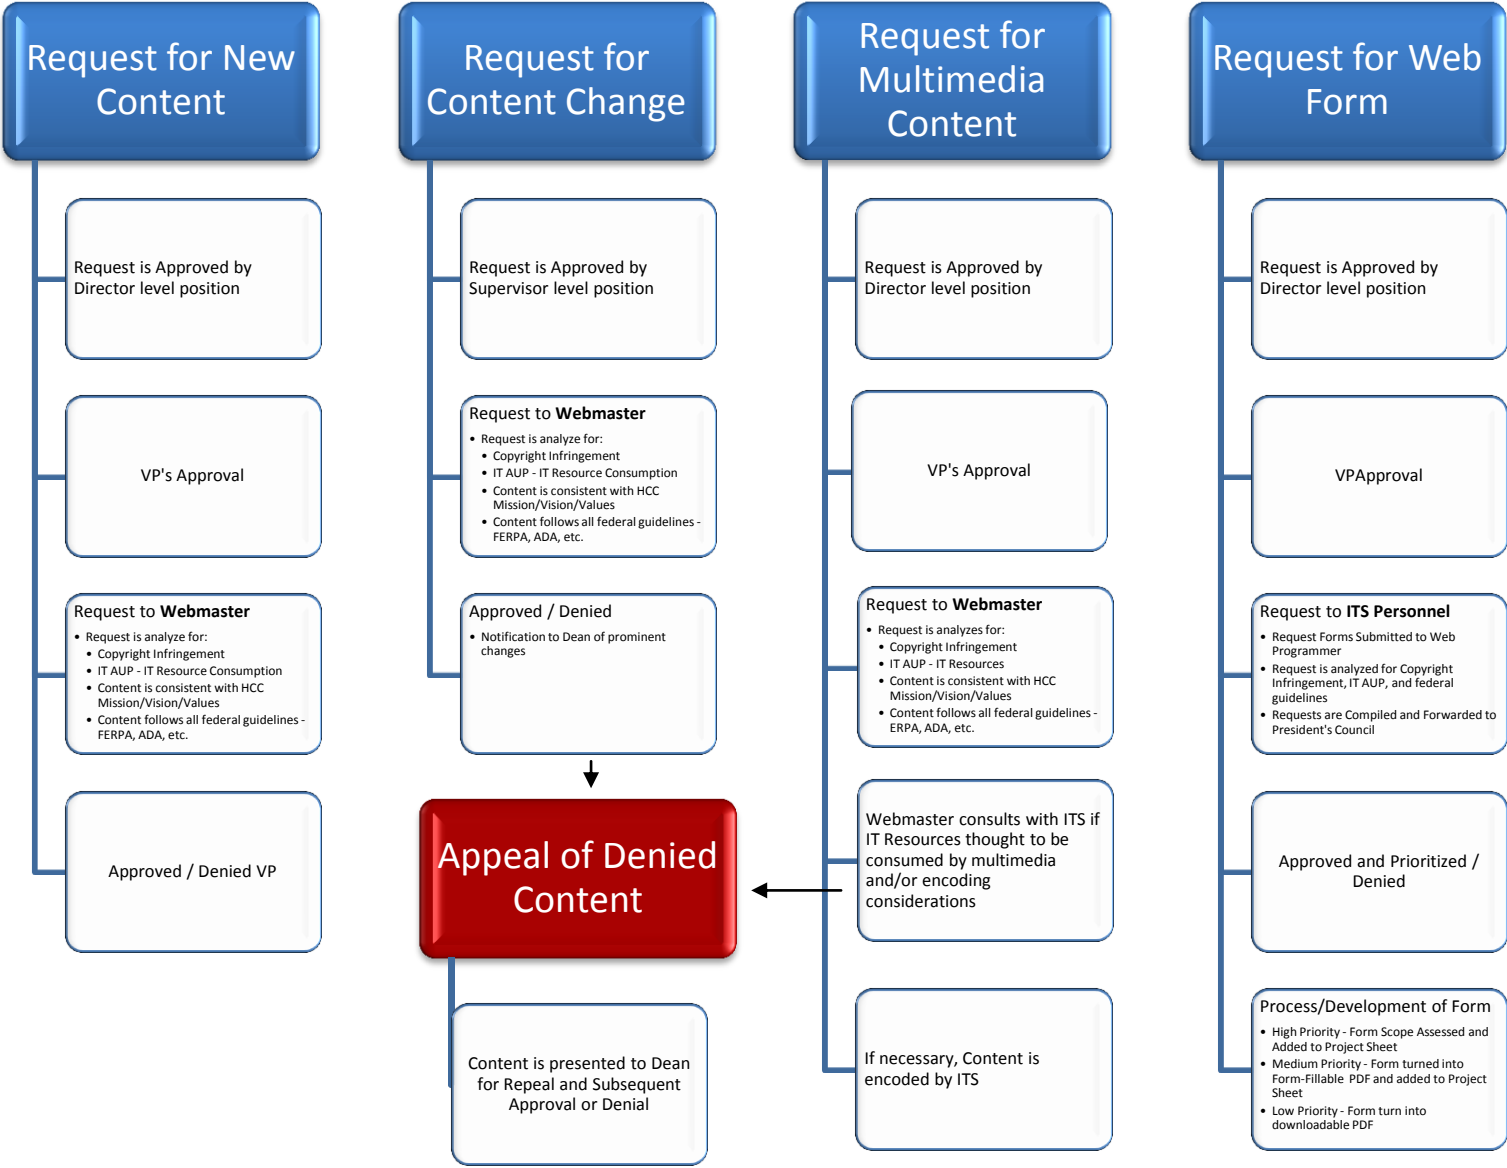 Request for New
Content
Request is Approved by
Director level position
VP's Approval
Request to Webmaster
• Request is analyze for:
• Copyright Infringement
• IT AUP - IT Resource Consumption
• Content is consistent with HCC
Mission/Vision/Values
• Content follows all federal guidelines -
FERPA, ADA, etc.
Approved / Denied VP
Request for
Content Change
Request is Approved by
Supervisor level position
Request to Webmaster
• Request is analyze for:
• Copyright Infringement
• IT AUP - IT Resource Consumption
• Content is consistent with HCC
Mission/Vision/Values
• Content follows all federal guidelines -
FERPA, ADA, etc.
Approved / Denied
• Notification to Dean of prominent
changes
Appeal of Denied
Content
Content is presented to Dean
for Repeal and Subsequent
Approval or Denial
Request for
Multimedia
Content
Request is Approved by
Director level position
VP's Approval
Request to Webmaster
• Request is analyzes for:
• Copyright Infringement
• IT AUP - IT Resources
• Content is consistent with HCC
Mission/Vision/Values
• Content follows all federal guidelines -
ERPA, ADA, etc.
Webmaster consults with ITS if
IT Resources thought to be
consumed by multimedia
and/or encoding
considerations
If necessary, Content is
encoded by ITS
Request for Web
Form
Request is Approved by
Director level position
VPApproval
Request to ITS Personnel
• Request Forms Submitted to Web
Programmer
• Request is analyzed for Copyright
Infringement, IT AUP, and federal
guidelines
• Requests are Compiled and Forwarded to
President's Council
Approved and Prioritized /
Denied
Process/Development of Form
• High Priority - Form Scope Assessed and
Added to Project Sheet
• Medium Priority - Form turned into
Form-Fillable PDF and added to Project
Sheet
• Low Priority - Form turn into
downloadable PDF